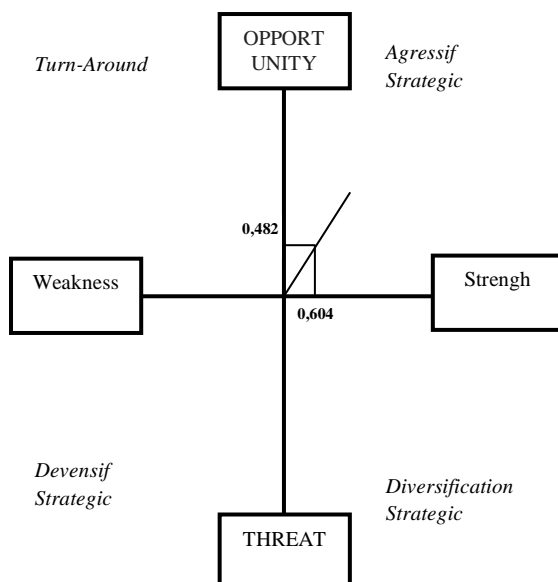 OPPORT
UNITY
Turn-Around
Agressif
Strategic
0,482
Weakness
Strengh
0,604
Devensif
Strategic
Diversification
Strategic
THREAT